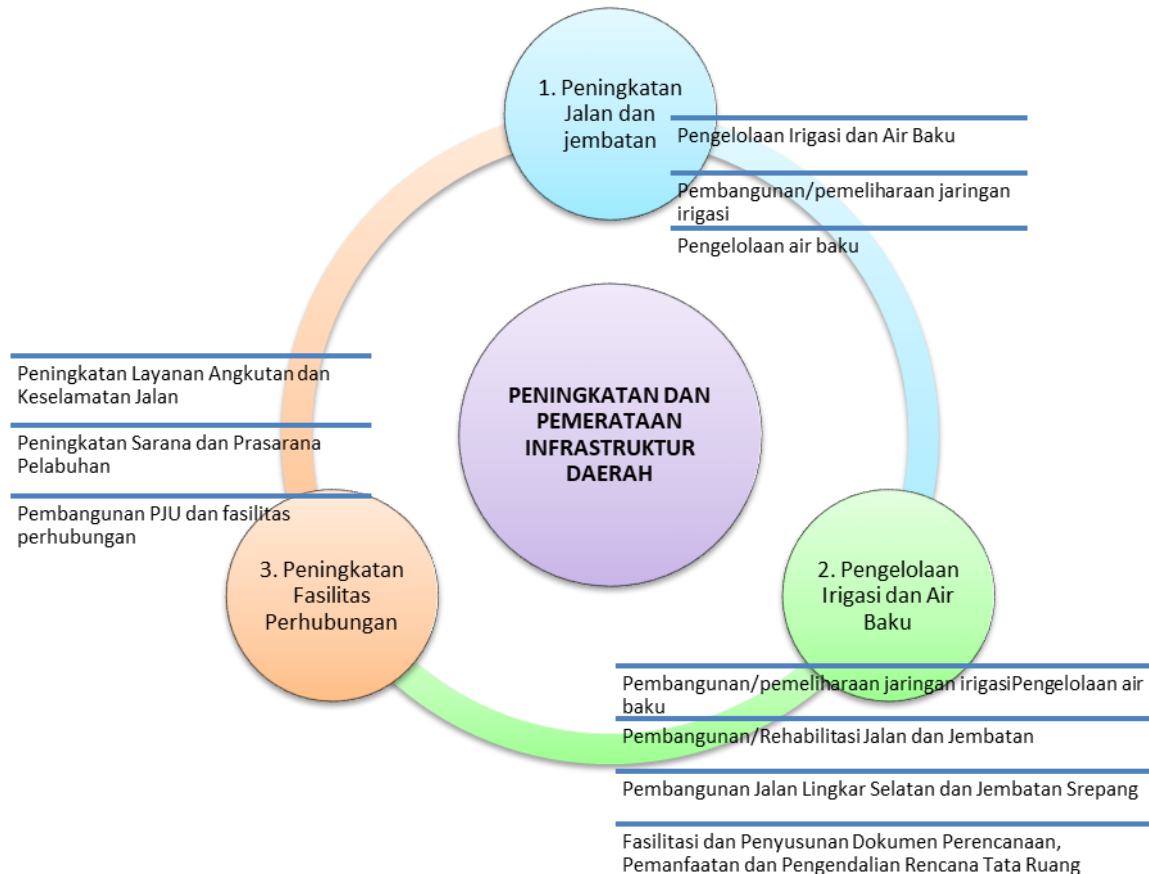 1. Peningkatan
Jalan dan
jembatan
Pengelolaan Irigasi dan Air Baku
Pembangunan/pemeliharaan jaringan
irigasi
Pengelolaan air baku
PENINGKATAN DAN
PEMERATAAN
INFRASTRUKTUR
DAERAH
Peningkatan Layanan Angkutan dan
Keselamatan Jalan
Peningkatan Sarana dan Prasarana
Pelabuhan
Pembangunan PJU dan fasilitas
perhubungan
3. Peningkatan
Fasilitas
Perhubungan
2. Pengelolaan
Irigasi dan Air
Baku
Pembangunan/pemeliharaan jaringan irigasiPengelolaan air
baku
Pembangunan/Rehabilitasi Jalan dan Jembatan
Pembangunan Jalan Lingkar Selatan dan Jembatan Srepang
Fasilitasi dan Penyusunan Dokumen Perencanaan,
Pemanfaatan dan Pengendalian Rencana Tata Ruang